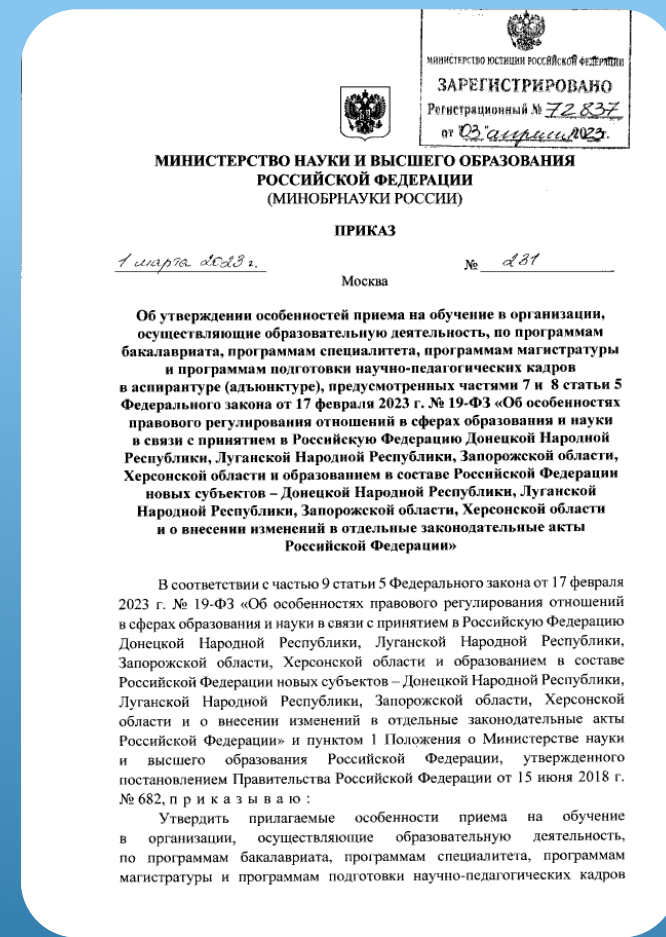 МИНИСТЕРСТВО ЮСТИЦИИ РОССИЙСКОЙ ФЕДЕРАЦИИ
ЗАРЕГИСТРИРОВАНО
Регистрационный № 72837
от "03" апреля 2023г.
МИНИСТЕРСТВО НАУКИ И ВЫСШЕГО ОБРАЗОВАНИЯ
РОССИЙСКОЙ ФЕДЕРАЦИИ
(МИНОБРНАУКИ РОССИИ)
ПРИКАЗ
1 марта 2023 г. № 231
Москва
Об утверждении особенностей приема на обучение в организации,
осуществляющие образовательную деятельность, по программам
бакалавриата, программам специалитета, программам магистратуры
и программам подготовки научно-педагогических кадров
в аспирантуре (адъюнктуре), предусмотренных частями 7 и 8 статьи 5
Федерального закона от 17 февраля 2023 г. № 19-ФЗ «Об особенностях
правового регулирования отношений в сферах образования и науки
в связи с принятием в Российскую Федерацию Донецкой Народной
Республики, Луганской Народной Республики, Запорожской области,
Херсонской области и образованием в составе Российской Федерации
новых субъектов – Донецкой Народной Республики, Луганской
Народной Республики, Запорожской области, Херсонской области
и о внесении изменений в отдельные законодательные акты
Российской Федерации»
В соответствии с частью 9 статьи 5 Федерального закона от 17 февраля
2023 г. № 19-ФЗ «Об особенностях правового регулирования отношений
в сферах образования и науки в связи с принятием в Российскую Федерацию
Донецкой Народной Республики, Луганской Народной Республики,
Запорожской области, Херсонской области и образованием в составе
Российской Федерации новых субъектов – Донецкой Народной Республики,
Луганской Народной Республики, Запорожской области, Херсонской
области и о внесении изменений в отдельные законодательные акты
Российской Федерации» и пунктом 1 Положения о Министерстве науки
и высшего образования Российской Федерации, утвержденного
постановлением Правительства Российской Федерации от 15 июня 2018 г.
№ 682, п р и к а з ы в а ю :
Утвердить прилагаемые особенности приема на обучение
в организации, осуществляющие образовательную деятельность,
по программам бакалавриата, программам специалитета, программам
магистратуры и программам подготовки научно-педагогических кадров